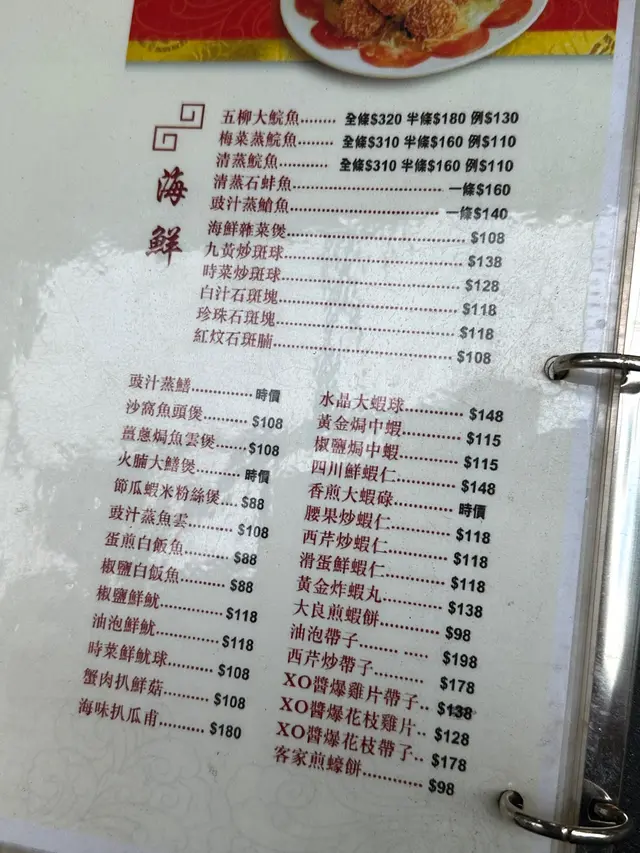 海鮮
五柳大鯇魚........ 全條$320 半條$180 例$130
梅菜蒸鯇魚........ 全條$310 半條$160 例$110
清蒸鯇魚........... 全條$310 半條$160 例$110
清蒸石蚌魚........................................ 一條$160
豉汁蒸鯧魚........................................ 一條$140
海鮮雜菜煲........................................ $108
九黃炒斑球........................................ $138
時菜炒斑球........................................ $128
白汁石斑塊........................................ $118
珍珠石斑塊........................................ $118
紅炆石斑腩........................................ $108
豉汁蒸鱔............. 時價
沙窩魚頭煲.......... $108
薑蔥焗魚雲煲....... $108
火腩大鱔煲.......... 時價
節瓜蝦米粉絲煲... $88
豉汁蒸魚雲.......... $108
蛋煎白飯魚.......... $88
椒鹽白飯魚.......... $88
椒鹽鮮魷............. $118
油泡鮮魷............. $118
時菜鮮魷球.......... $108
蟹肉扒鮮菇.......... $108
海味扒瓜甫.......... $180
水晶大蝦球............. $148
黃金焗中蝦............. $115
椒鹽焗中蝦............. $115
四川鮮蝦仁............. $148
香煎大蝦碌............. 時價
腰果炒蝦仁............. $118
西芹炒蝦仁............. $118
滑蛋鮮蝦仁............. $118
黃金炸蝦丸............. $138
大良煎蝦餅............. $98
油泡帶子........ ..... $198
西芹炒帶子............. $178
XO醬爆雞片帶子.. $138
XO醬爆花枝雞片.. $128
XO醬爆花枝帶子.. $178
客家煎蠔餅............. $98